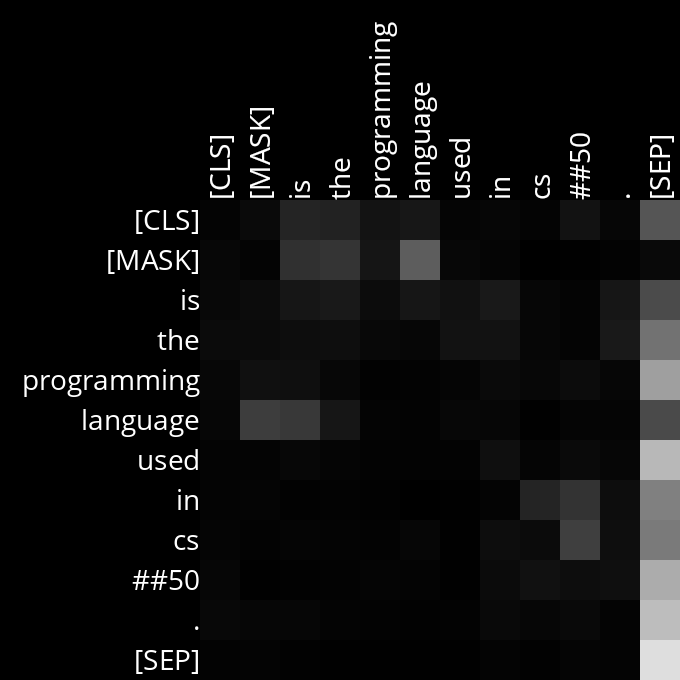 [CLS]
[MASK]
is
the
programming
language
used
in
cs
##50
.
[SEP]
[CLS]
[MASK]
is
the
programming
language
used
in
cs
##50
.
[SEP]